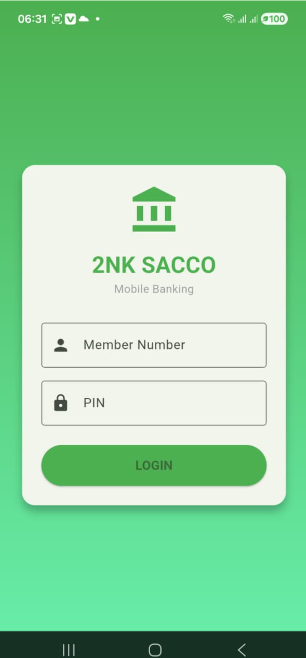 06:31
100
2NK SACCO
Mobile Banking
Member Number
PIN
LOGIN